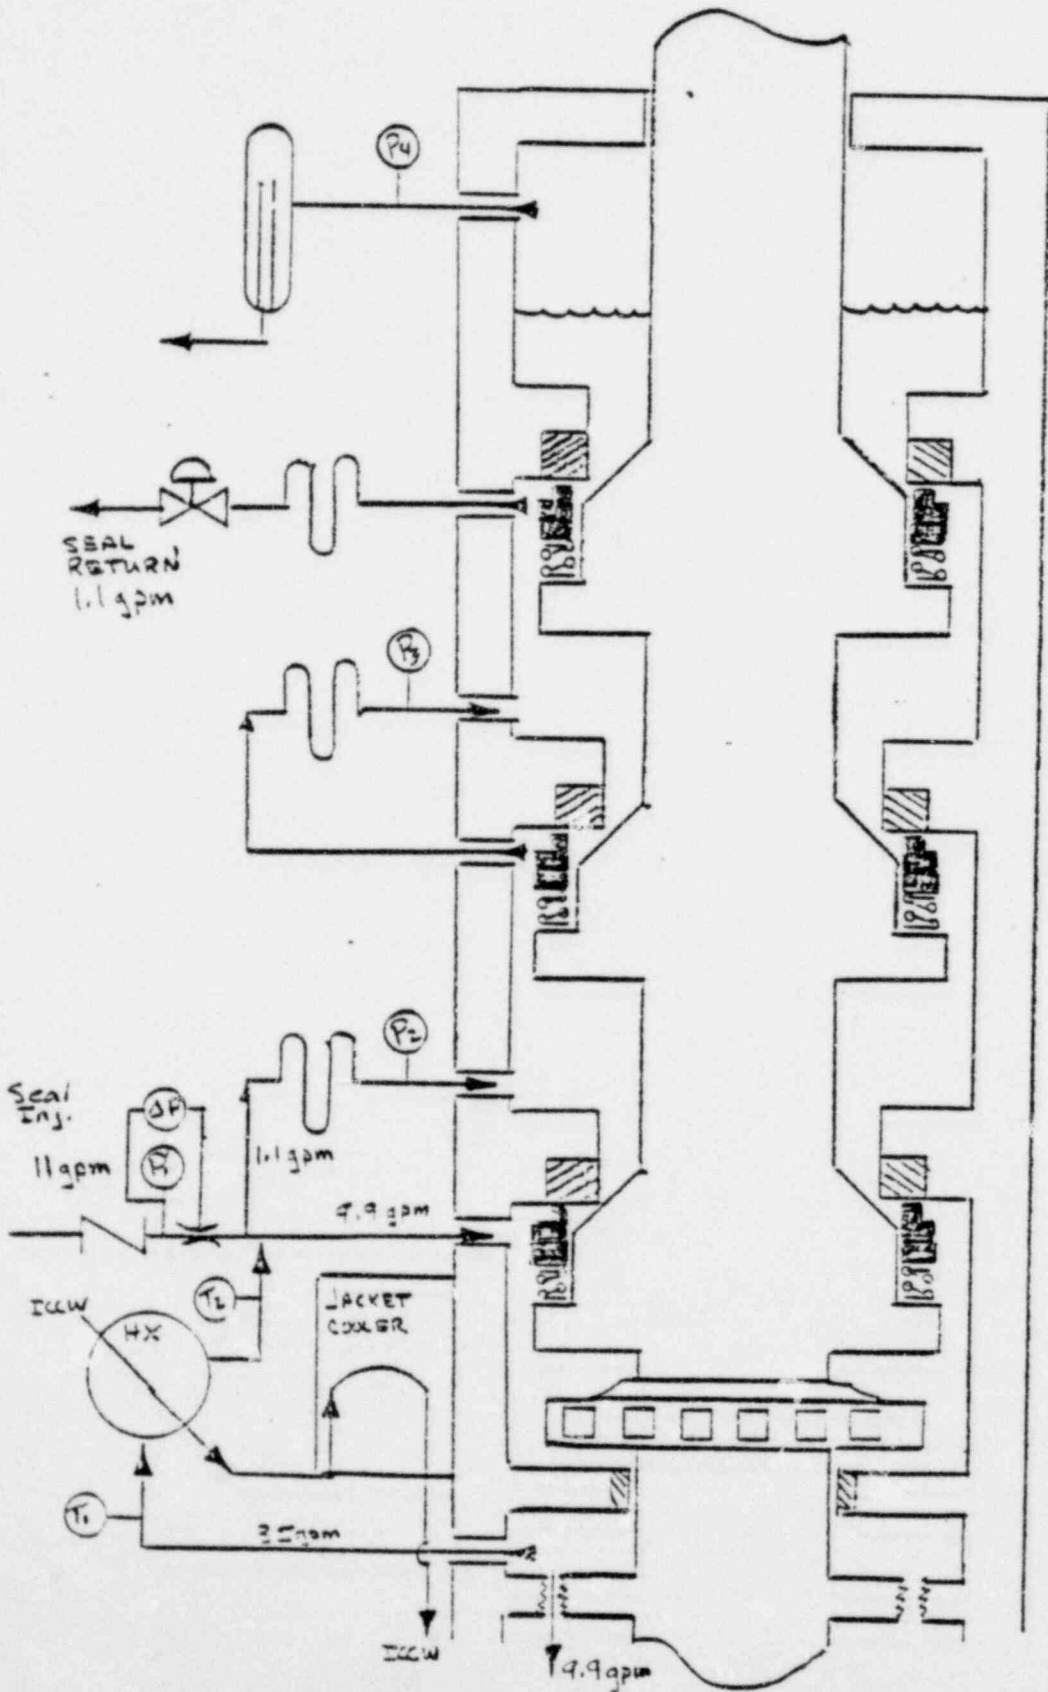 P4
SEAL
RETURN
1.1 gpm
P3
P2
Seal
Inj.
ΔP
11 gpm
1.1 gpm
9.9 gpm
T2
JACKET
COOLER
ICCW
HX
T1
ICCW
9.9 gpm